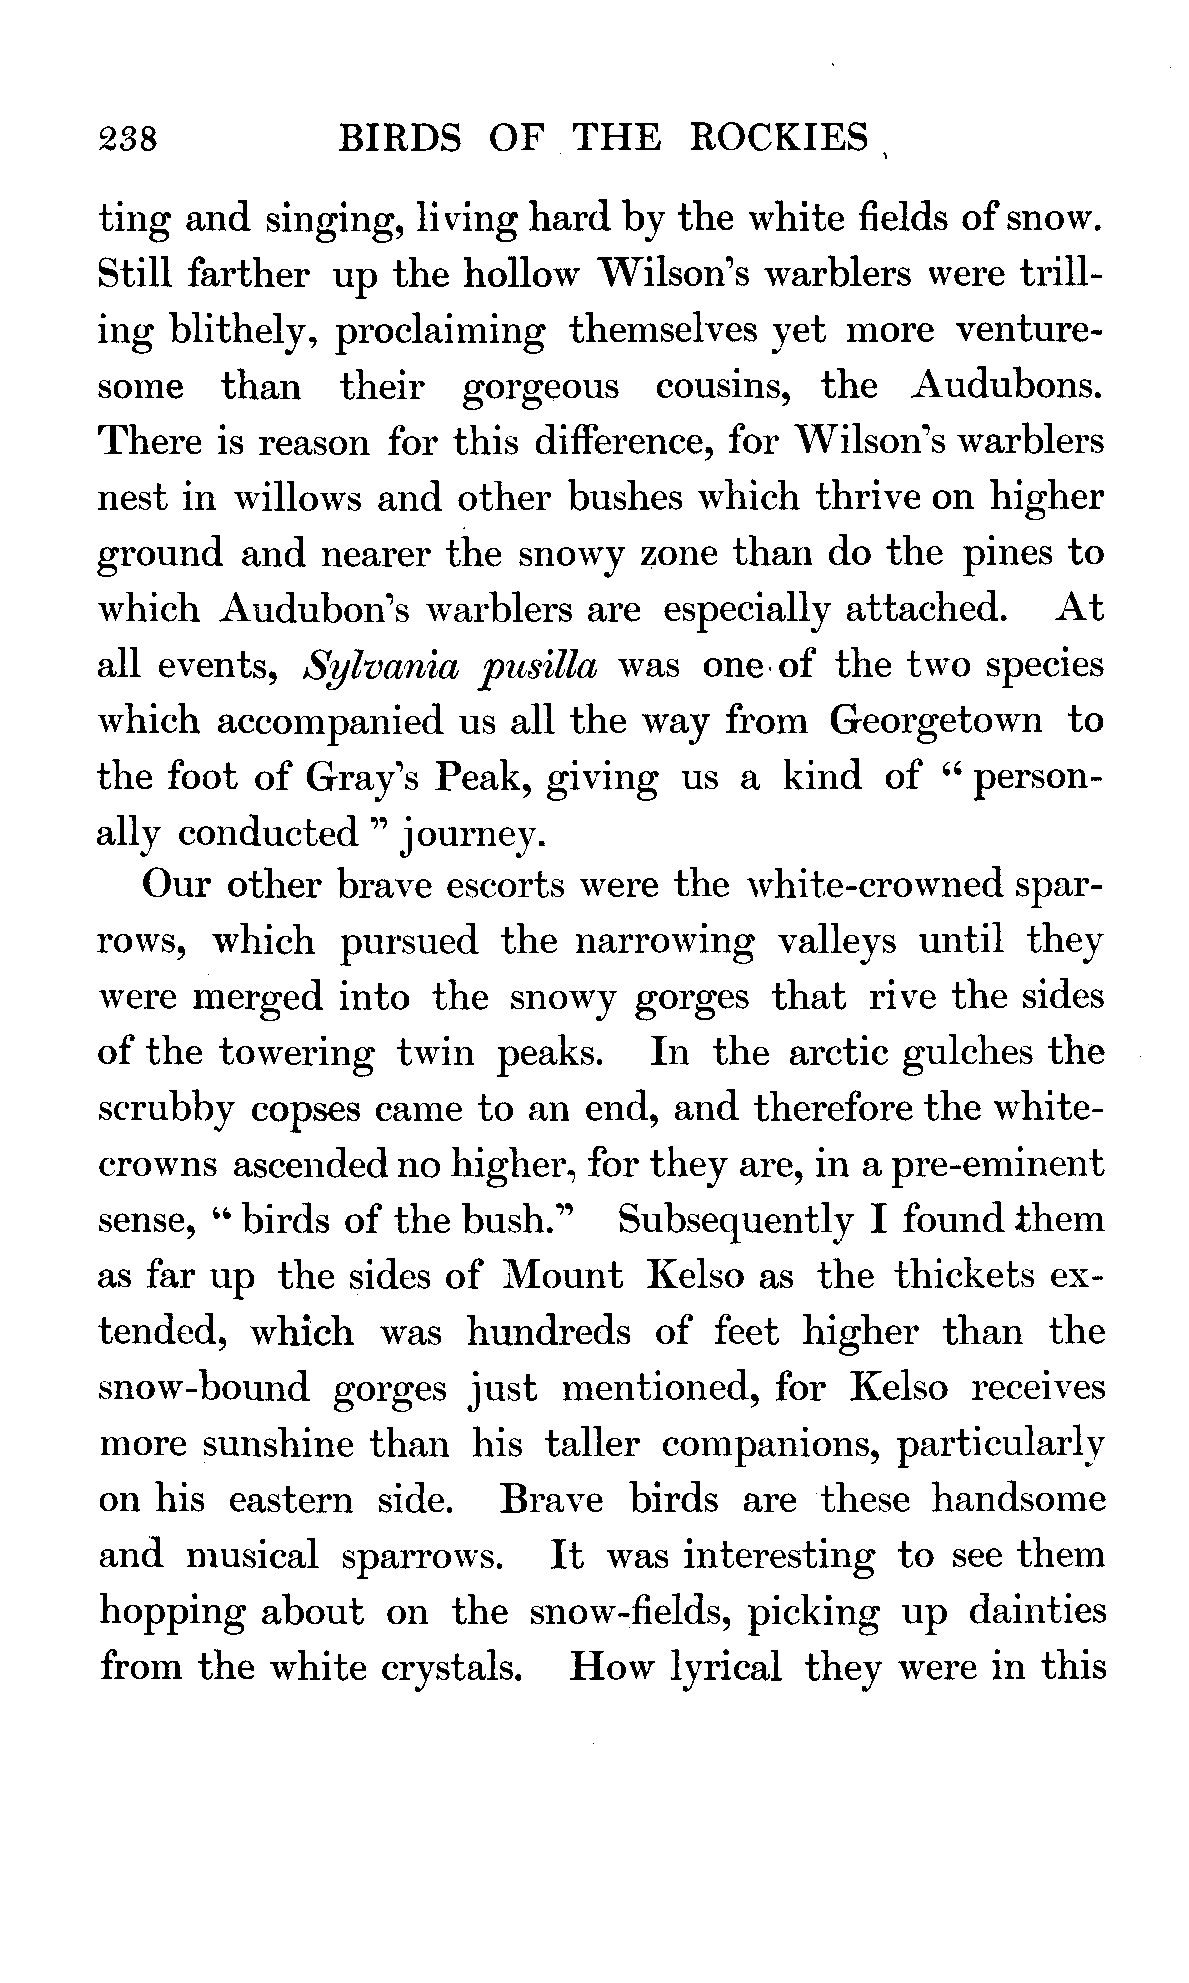 238 BIRDS OF THE ROCKIES
ting and singing, living hard by the white fields of snow.
Still farther up the hollow Wilson's warblers were trill-
ing blithely, proclaiming themselves yet more venture-
some than their gorgeous cousins, the Audubons.
There is reason for this difference, for Wilson's warblers
nest in willows and other bushes which thrive on higher
ground and nearer the snowy zone than do the pines to
which Audubon's warblers are especially attached. At
all events, Sylvania pusilla was one of the two species
which accompanied us all the way from Georgetown to
the foot of Gray's Peak, giving us a kind of “ person-
ally conducted ” journey.
Our other brave escorts were the white-crowned spar-
rows, which pursued the narrowing valleys until they
were merged into the snowy gorges that rive the sides
of the towering twin peaks. In the arctic gulches the
scrubby copses came to an end, and therefore the white-
crowns ascended no higher, for they are, in a pre-eminent
sense, “ birds of the bush.” Subsequently I found them
as far up the sides of Mount Kelso as the thickets ex-
tended, which was hundreds of feet higher than the
snow-bound gorges just mentioned, for Kelso receives
more sunshine than his taller companions, particularly
on his eastern side. Brave birds are these handsome
and musical sparrows. It was interesting to see them
hopping about on the snow-fields, picking up dainties
from the white crystals. How lyrical they were in this